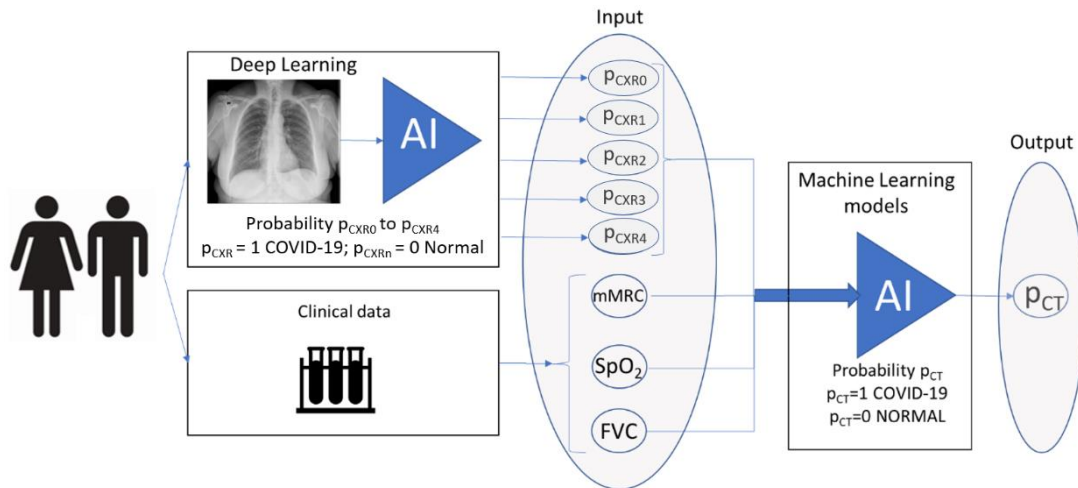 Input
Deep Learning
AI
Probability pCXR0 to pCXR4
pCXR = 1 COVID-19; pCXRn = 0 Normal
pCXR0
pCXR1
pCXR2
pCXR3
pCXR4
Clinical data
mMRC
SpO₂
FVC
Machine Learning
models
AI
Probability pCT
pCT=1 COVID-19
pCT=0 NORMAL
Output
pCT